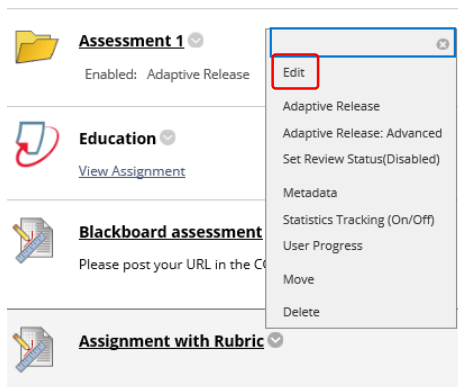 Assessment 1
Enabled: Adaptive Release
Education
View Assignment
Blackboard assessment
Please post your URL in the
Assignment with Rubric
Edit
Adaptive Release
Adaptive Release: Advanced
Set Review Status(Disabled)
Metadata
Statistics Tracking (On/Off)
User Progress
Move
Delete